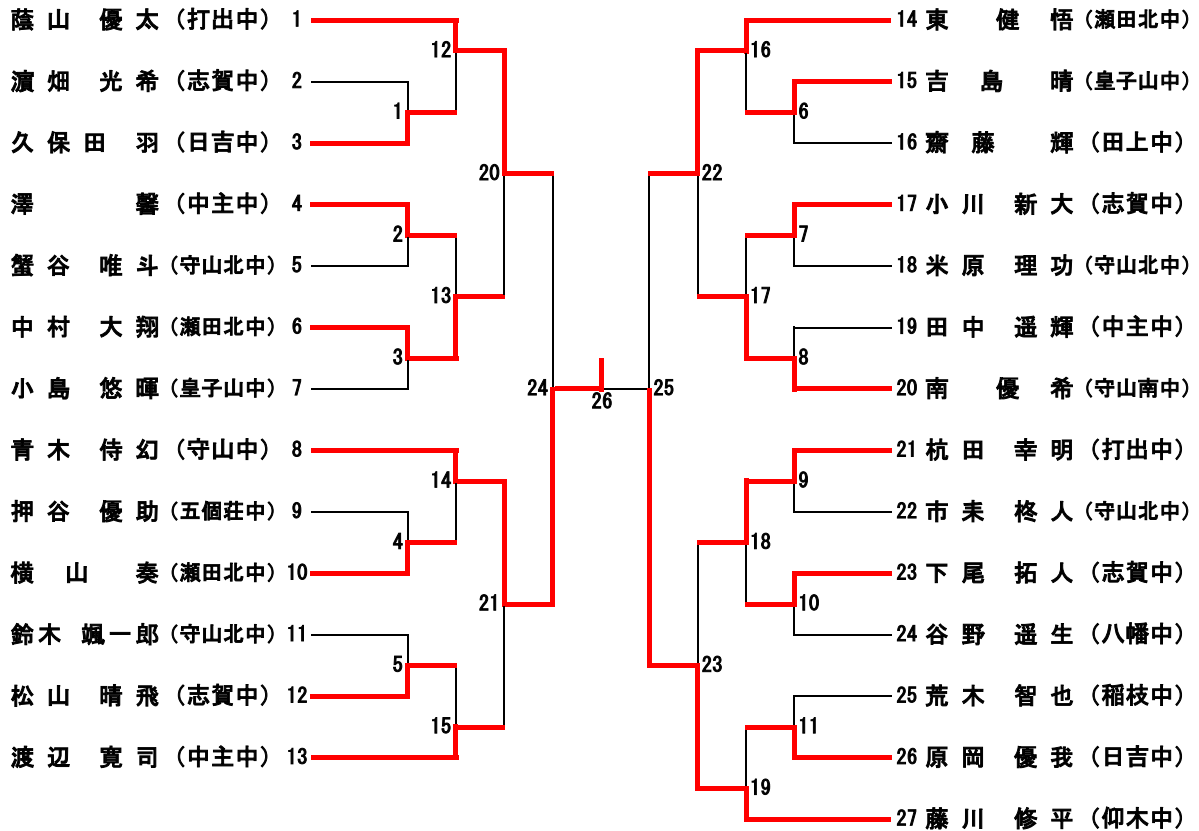 蔭山 優太 (打出中) 1
濵畑 光希 (志賀中) 2
久保田 羽 (日吉中) 3
澤 馨 (中主中) 4
蟹谷 唯斗 (守山北中) 5
中村 大翔 (瀬田北中) 6
小島 悠暉 (皇子山中) 7
青木 侍幻 (守山中) 8
押谷 優助 (五個荘中) 9
横山 奏 (瀬田北中) 10
鈴木 颯一郎 (守山北中) 11
松山 晴飛 (志賀中) 12
渡辺 寛司 (中主中) 13
12
1
20
2
13
3
24
14
4
21
5
15
26
25
16
6
22
7
17
8
9
18
10
23
11
19
14 東 健悟 (瀬田北中)
15 吉島 晴 (皇子山中)
16 齋藤 輝 (田上中)
17 小川 新大 (志賀中)
18 米原 理功 (守山北中)
19 田中 遥輝 (中主中)
20 南 優希 (守山南中)
21 杭田 幸明 (打出中)
22 市耒 柊人 (守山北中)
23 下尾 拓人 (志賀中)
24 谷野 遥生 (八幡中)
25 荒木 智也 (稲枝中)
26 原岡 優我 (日吉中)
27 藤川 修平 (仰木中)